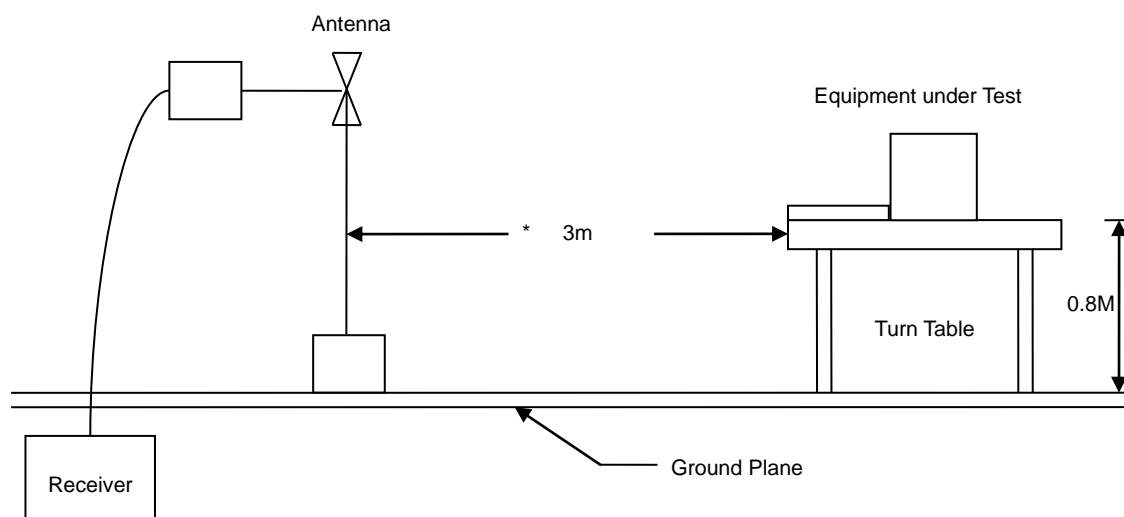 Antenna
Equipment under Test
* 3m
0.8M
Turn Table
Ground Plane
Receiver